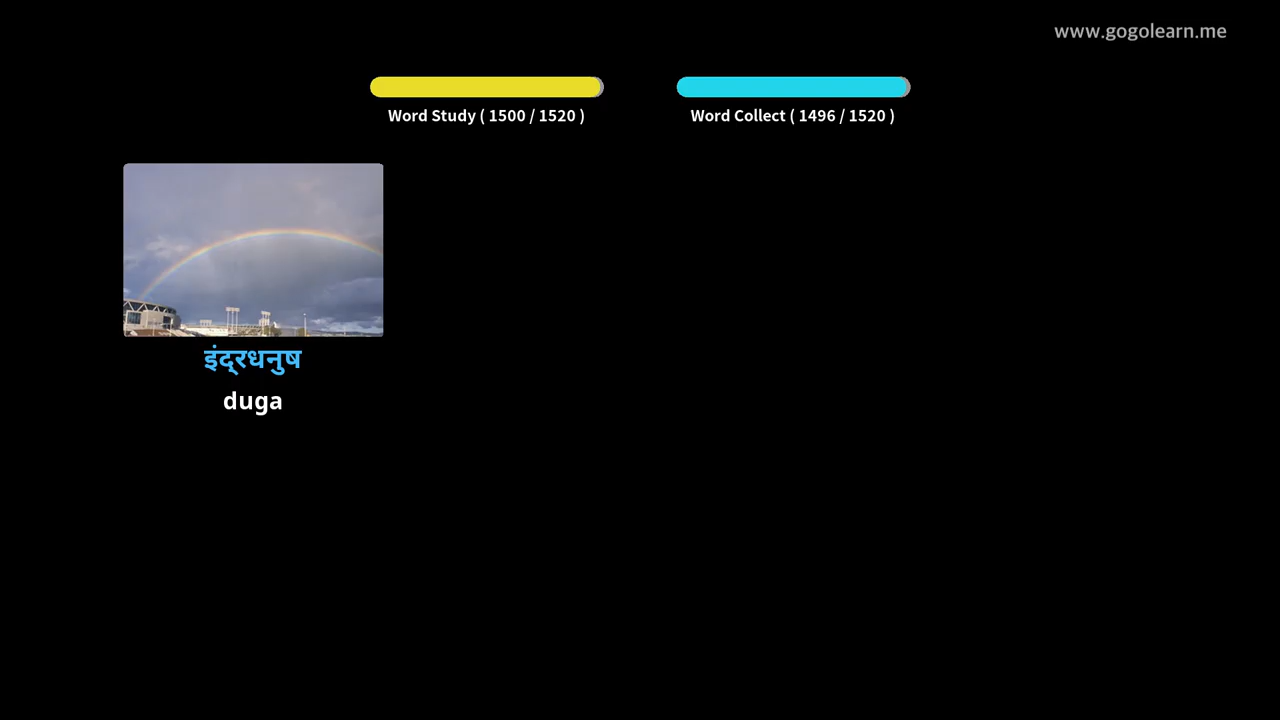 www.gogolearn.me
Word Study ( 1500 / 1520 )
Word Collect ( 1496 / 1520 )
इंद्रधनुष
duga